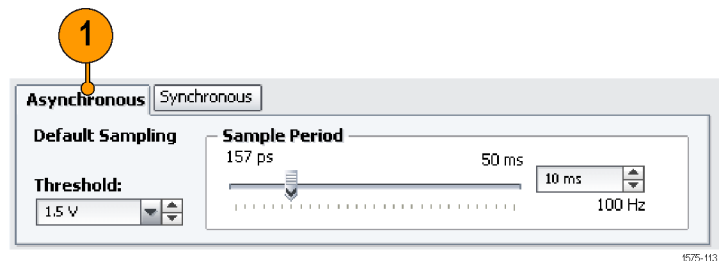 1
Asynchronous Synchronous
Default Sampling
Sample Period
157 ps 50 ms
10 ms
100 Hz
Threshold:
1.5 V
1575-113